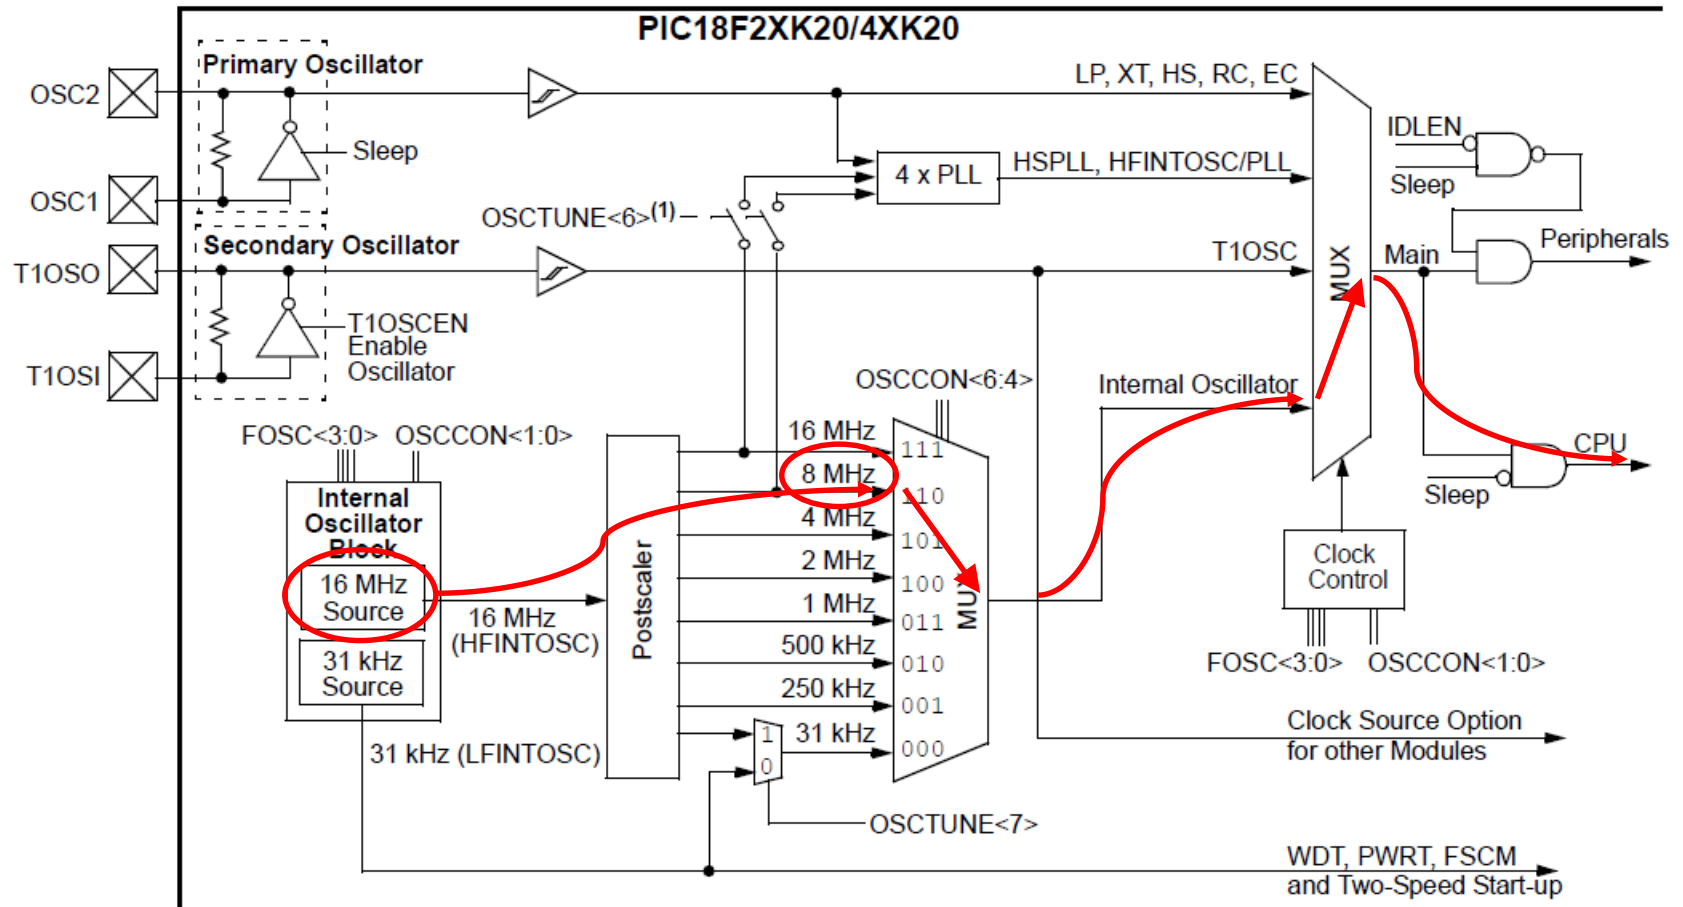 PIC18F2XK20/4XK20
Primary Oscillator
LP, XT, HS, RC, EC
OSC2
IDLEN
Sleep
4 x PLL
HSPLL, HFINTOSC/PLL
Sleep
OSC1
OSCTUNE<6>(1)
Secondary Oscillator
T1OSC
Main
Peripherals
T1OSO
MUX
T1OSCEN
Enable
Oscillator
T1OSI
OSCCON<6:4>
Internal Oscillator
FOSC<3:0>
OSCCON<1:0>
16 MHz
111
CPU
8 MHz
110
Sleep
Internal
Oscillator
Block
4 MHz
101
Clock
Control
2 MHz
100
16 MHz
Source
16 MHz
(HFINTOSC)
Postscaler
1 MHz
011
MUX
500 kHz
010
FOSC<3:0>
OSCCON<1:0>
31 kHz
Source
250 kHz
001
Clock Source Option
for other Modules
31 kHz (LFINTOSC)
1
0
31 kHz
000
OSCTUNE<7>
WDT, PWRT, FSCM
and Two-Speed Start-up